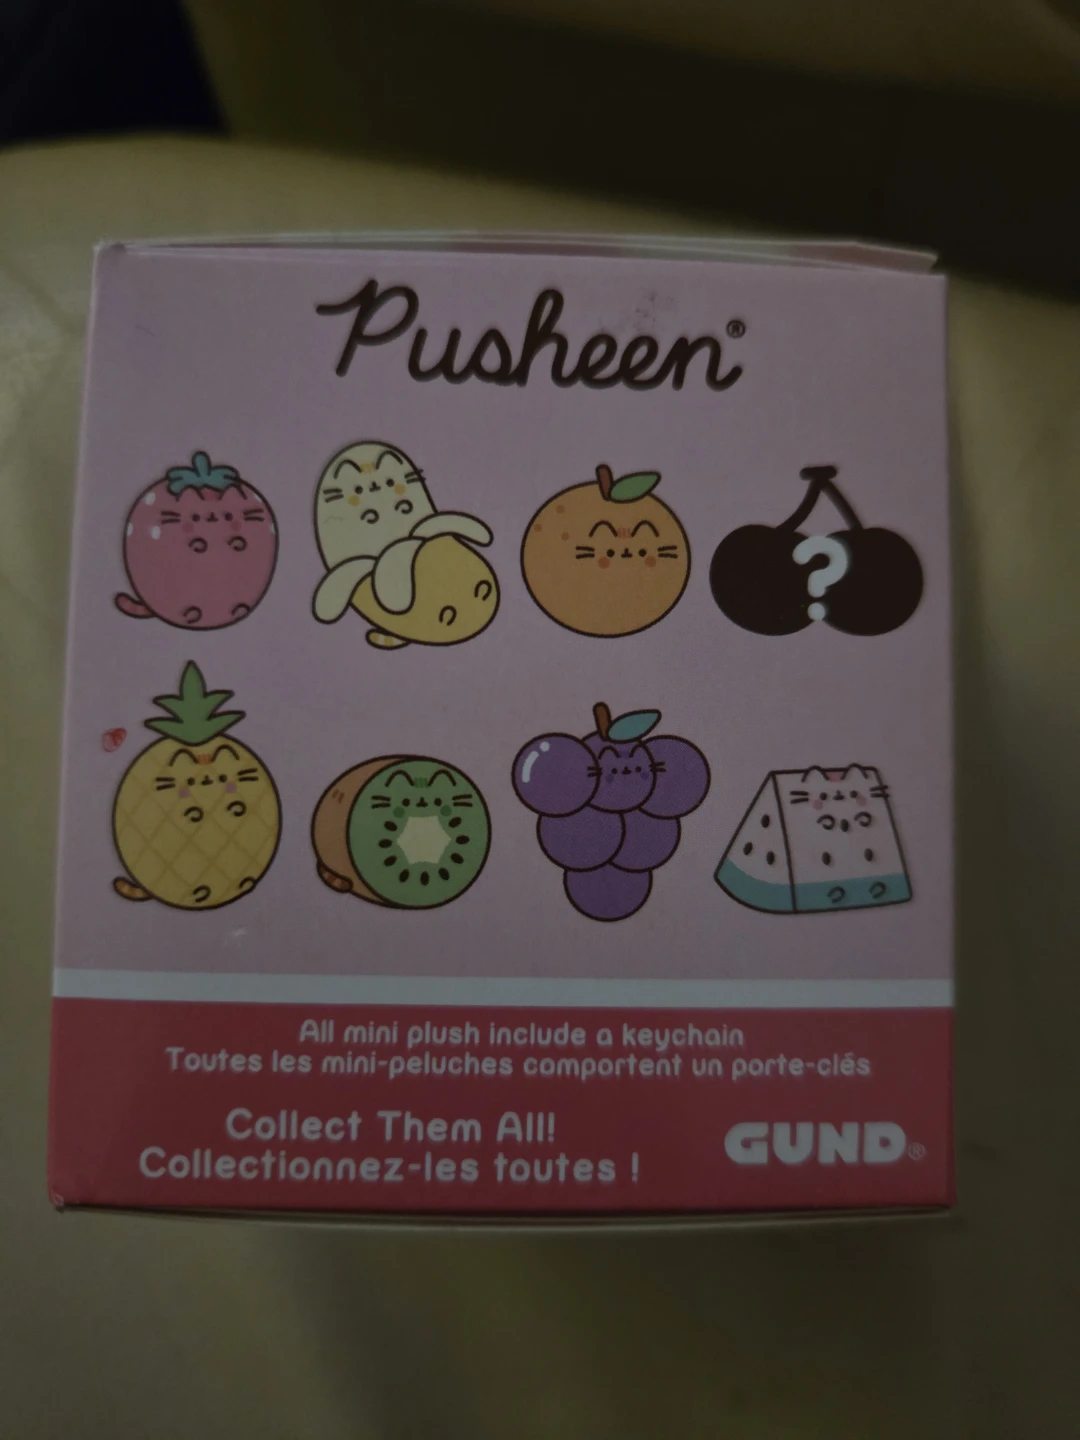 Pusheen®
?
All mini plush include a keychain
Toutes les mini-peluches comportent un porte-clés
Collect Them All!
Collectionnez-les toutes !
GUND®